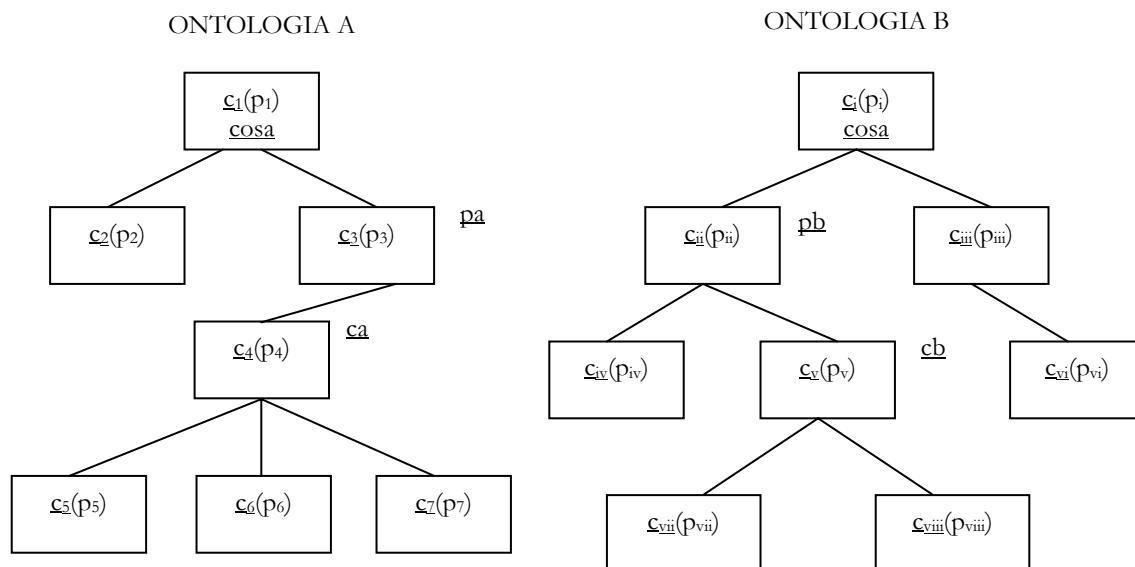 ONTOLOGIA A
c₁(p₁)
cosa
c₂(p₂)
c₃(p₃)
pa
c₄(p₄)
ca
c₅(p₅)
c₆(p₆)
c₇(p₇)
ONTOLOGIA B
cᵢ(pᵢ)
cosa
cᵢᵢ(pᵢᵢ)
pb
cᵢᵢᵢ(pᵢᵢᵢ)
cᵢᵥ(pᵢᵥ)
cᵥ(pᵥ)
cb
cᵥᵢ(pᵥᵢ)
cᵥᵢᵢ(pᵥᵢᵢ)
cᵥᵢᵢᵢ(pᵥᵢᵢᵢ)